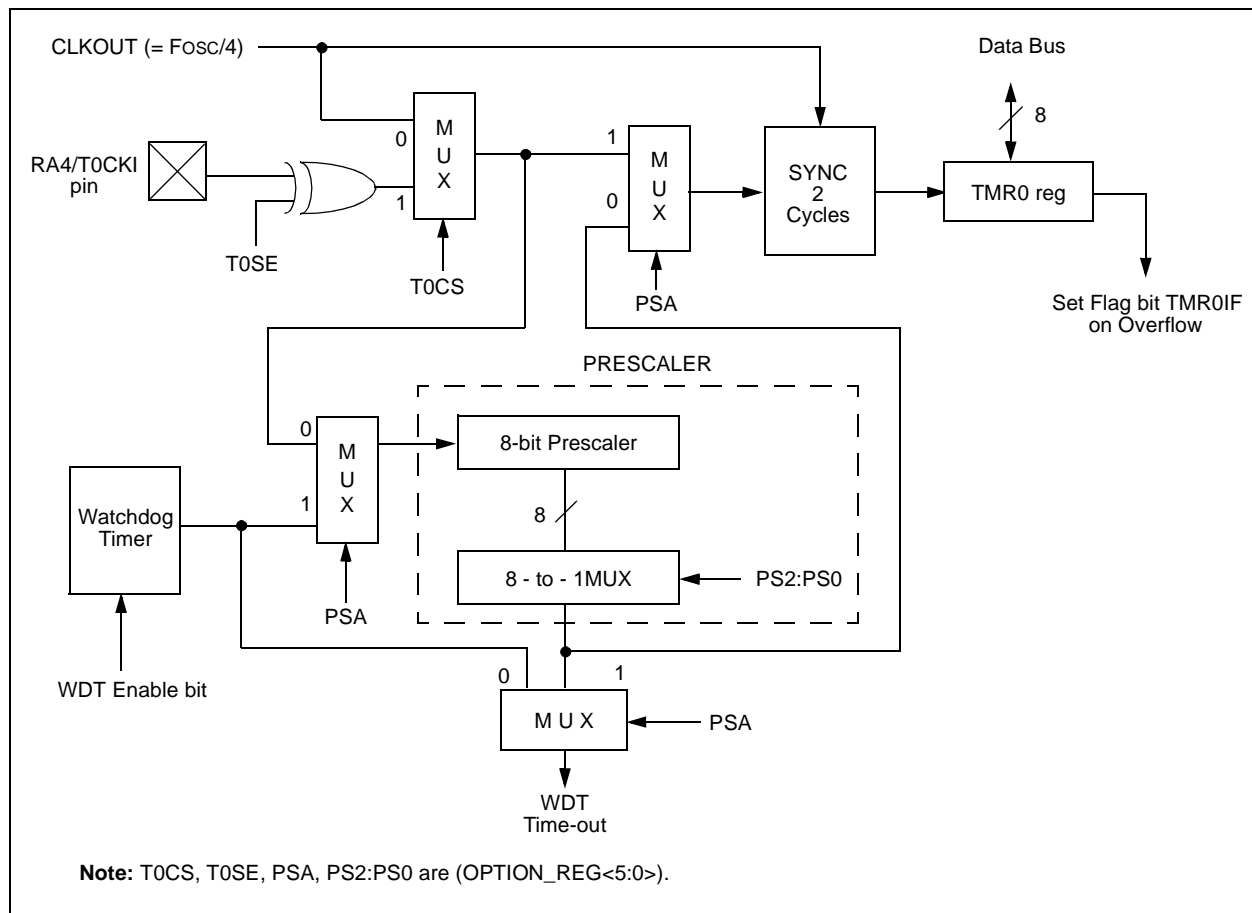 CLKOUT (= FOSC/4)
Data Bus
8
RA4/T0CKI
pin
0
1
M
U
X
1
0
M
U
X
SYNC
2
Cycles
TMR0 reg
T0SE
T0CS
PSA
Set Flag bit TMR0IF
on Overflow
PRESCALER
0
1
M
U
X
8-bit Prescaler
Watchdog
Timer
8
8 - to - 1MUX
PS2:PS0
PSA
WDT Enable bit
0
1
M U X
PSA
WDT
Time-out
Note: T0CS, T0SE, PSA, PS2:PS0 are (OPTION_REG<5:0>).